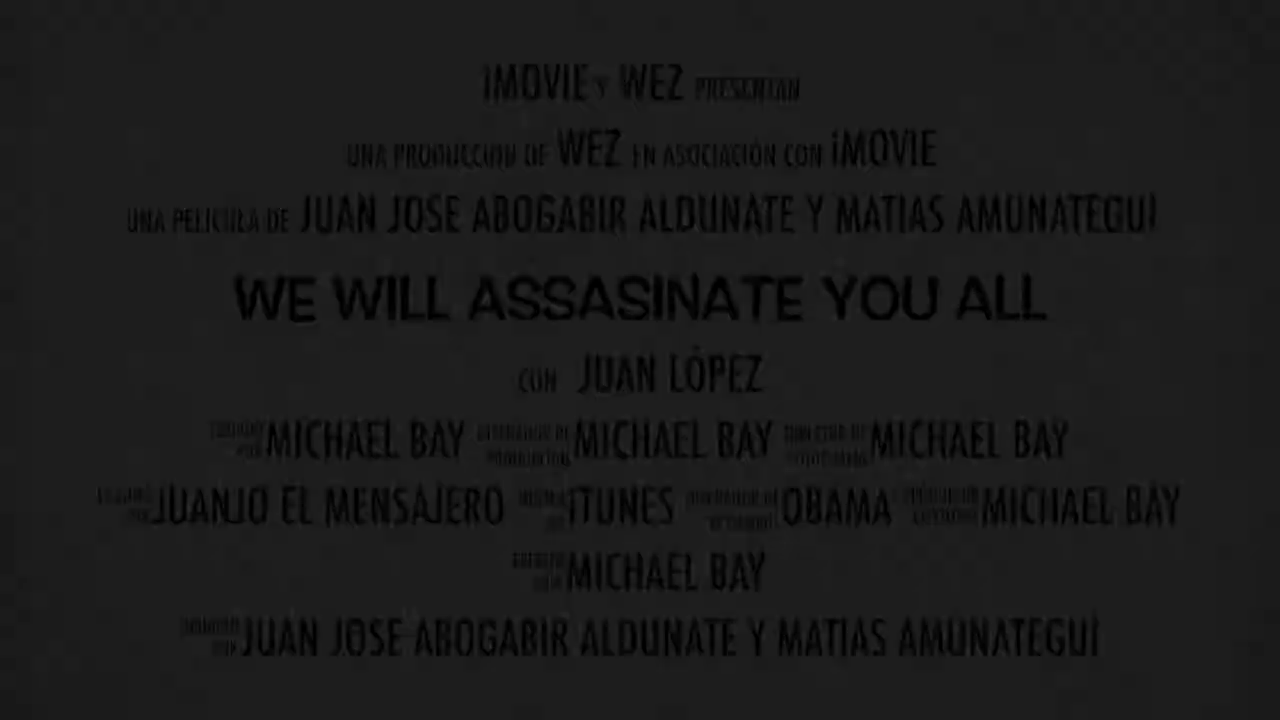 iMOVIE Y WEZ PRESENTAN
UNA PRODUCCIÓN DE WEZ EN ASOCIACIÓN CON iMOVIE
UNA PELÍCULA DE JUAN JOSE ABOGABIR ALDUNATE Y MATIAS AMUNATEGUI
WE WILL ASSASINATE YOU ALL
CON JUAN LÓPEZ
MICHAEL BAY MICHAEL BAY MICHAEL BAY
JUANJO EL MENSAJERO ITUNES OBAMA MICHAEL BAY
MICHAEL BAY
JUAN JOSE ABOGABIR ALDUNATE Y MATIAS AMUNATEGUI